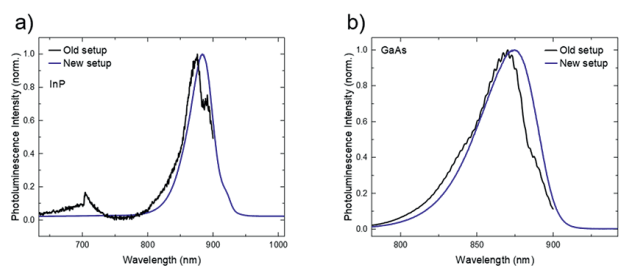 a)
Old setup
New setup
InP
Photoluminescence Intensity (norm.)
1.0
0.8
0.6
0.4
0.2
0.0
700
800
900
1000
Wavelength (nm)
b)
GaAs
Old setup
New setup
Photoluminescence Intensity (norm.)
1.0
0.8
0.6
0.4
0.2
0.0
800
850
900
Wavelength (nm)